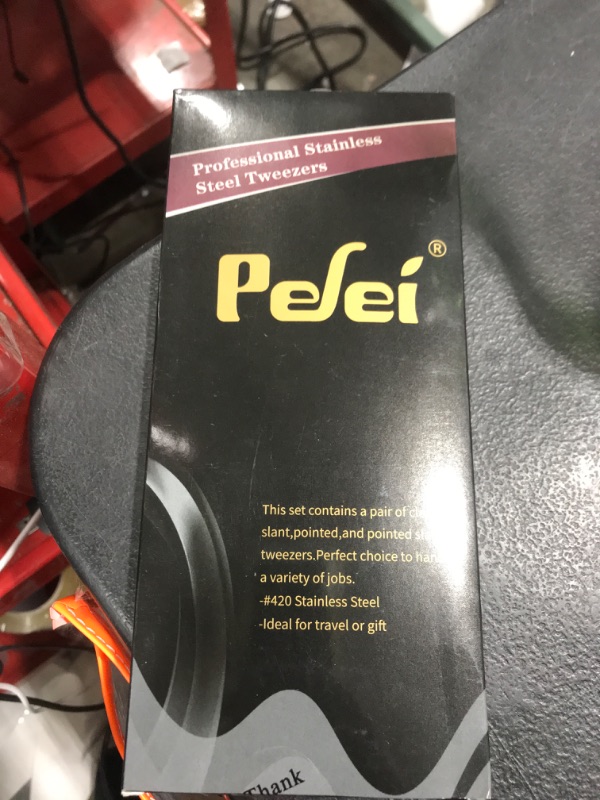 Professional Stainless
Steel Tweezers
Pesei®
This set contains a pair of
slant,pointed,and pointed
tweezers.Perfect choice to
a variety of jobs.
-#420 Stainless Steel
-Ideal for travel or gift
Thank